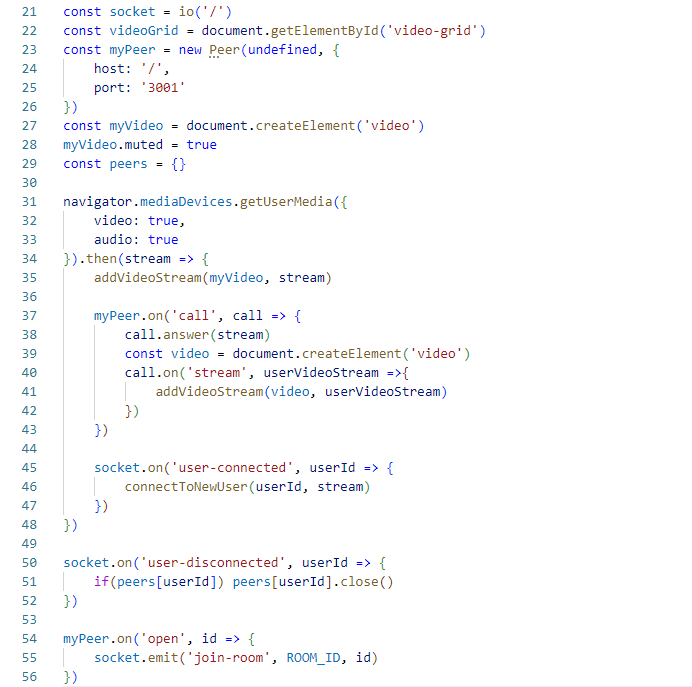 21 const socket = io('/')
22 const videoGrid = document.getElementById('video-grid')
23 const myPeer = new Peer(undefined, {
24     host: '/',
25     port: '3001'
26 })
27 const myVideo = document.createElement('video')
28 myVideo.muted = true
29 const peers = {}
30
31 navigator.mediaDevices.getUserMedia({
32     video: true,
33     audio: true
34 }).then(stream => {
35     addVideoStream(myVideo, stream)
36
37     myPeer.on('call', call => {
38         call.answer(stream)
39         const video = document.createElement('video')
40         call.on('stream', userVideoStream =>{
41             addVideoStream(video, userVideoStream)
42         })
43     })
44
45     socket.on('user-connected', userId => {
46         connectToNewUser(userId, stream)
47     })
48 })
49
50 socket.on('user-disconnected', userId => {
51     if(peers[userId]) peers[userId].close()
52 })
53
54 myPeer.on('open', id => {
55     socket.emit('join-room', ROOM_ID, id)
56 })